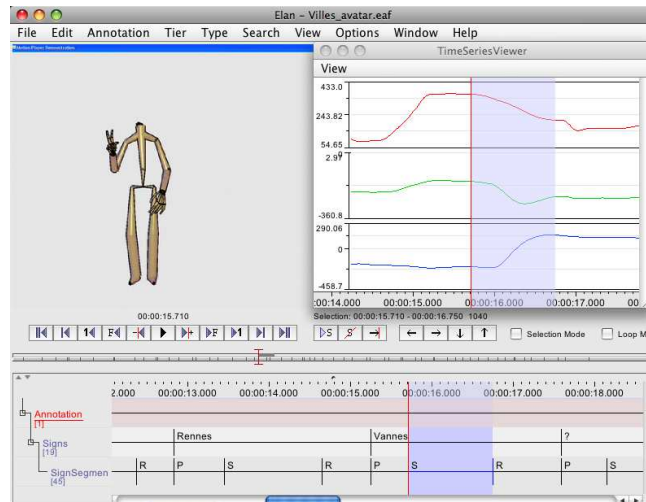 Elan – Villes_avatar.eaf
File Edit Annotation Tier Type Search View Options Window Help
TimeSeriesViewer
View
433.0
243.82
54.65
2.97
-360.8
290.06
0
-458.7
00:00:14.000 00:00:15.000 00:00:16.000 00:00:17.000 00
00:00:15.710
Selection: 00:00:15.710 - 00:00:16.750 1040
1 F F 1 S S Selection Mode Loop M
2.000 00:00:13.000 00:00:14.000 00:00:15.000 00:00:16.000 00:00:17.000 00:00:18.000
Annotation
[1]
Rennes Vannes ?
Signs
[19]
R P S R P S R P S
SignSegmen
[45]